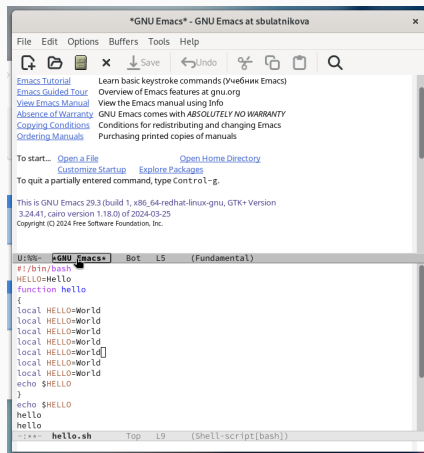 *GNU Emacs* - GNU Emacs at sbulatnikova ×
File Edit Options Buffers Tools Help
Save Undo
Emacs Tutorial Learn basic keystroke commands (Учебник Emacs)
Emacs Guided Tour Overview of Emacs features at gnu.org
View Emacs Manual View the Emacs manual using Info
Absence of Warranty GNU Emacs comes with ABSOLUTELY NO WARRANTY
Copying Conditions Conditions for redistributing and changing Emacs
Ordering Manuals Purchasing printed copies of manuals
To start... Open a File Open Home Directory
Customize Startup Explore Packages
To quit a partially entered command, type Control-g.
This is GNU Emacs 29.3 (build 1, x86_64-redhat-linux-gnu, GTK+ Version
3.24.41, cairo version 1.18.0) of 2024-03-25
Copyright (C) 2024 Free Software Foundation, Inc.
U:%%- *GNU Emacs* Bot L5 (Fundamental)
#!/bin/bash
HELLO=Hello
function hello
{
local HELLO=World
local HELLO=World
local HELLO=World
local HELLO=World
local HELLO=World
local HELLO=World
local HELLO=World
echo $HELLO
}
echo $HELLO
hello
hello
-:**- hello.sh Top L9 (Shell-script[bash])